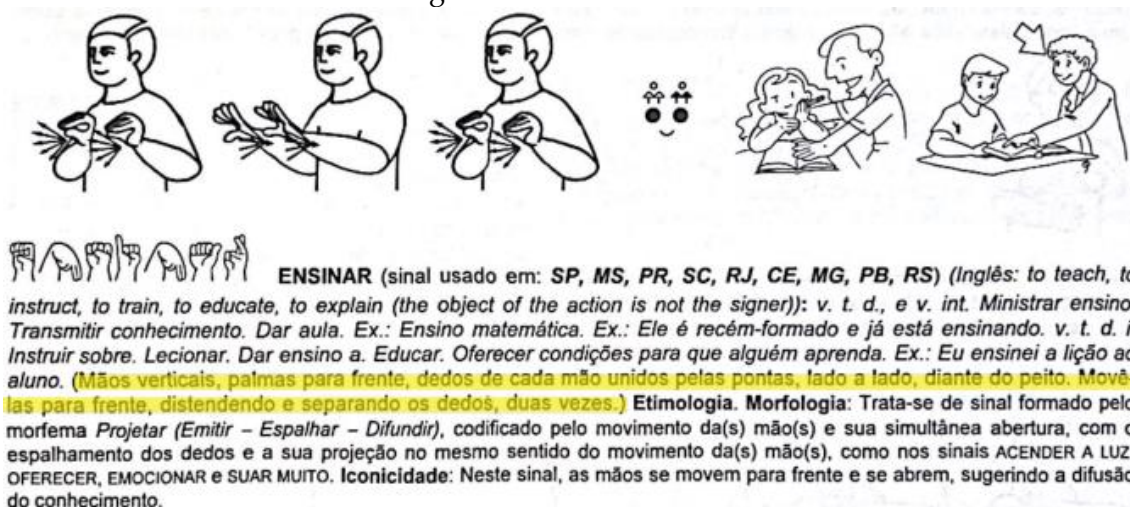 ENSINAR (sinal usado em: SP, MS, PR, SC, RJ, CE, MG, PB, RS) (Inglês: to teach, to
instruct, to train, to educate, to explain (the object of the action is not the signer)): v. t. d., e v. int. Ministrar ensino
Transmitir conhecimento. Dar aula. Ex.: Ensino matemática. Ex.: Ele é recém-formado e já está ensinando. v. t. d. i
Instruir sobre. Lecionar. Dar ensino a. Educar. Oferecer condições para que alguém aprenda. Ex.: Eu ensinei a lição ao
aluno. (Mãos verticais, palmas para frente, dedos de cada mão unidos pelas pontas, lado a lado, diante do peito. Movê-
las para frente, distendendo e separando os dedos, duas vezes.) Etimologia. Morfologia: Trata-se de sinal formado pelo
morfema Projetar (Emitir – Espalhar – Difundir), codificado pelo movimento da(s) mão(s) e sua simultânea abertura, com o
espalhamento dos dedos e a sua projeção no mesmo sentido do movimento da(s) mão(s), como nos sinais ACENDER A LUZ
OFERECER, EMOCIONAR e SUAR MUITO. Iconicidade: Neste sinal, as mãos se movem para frente e se abrem, sugerindo a difusão
do conhecimento.